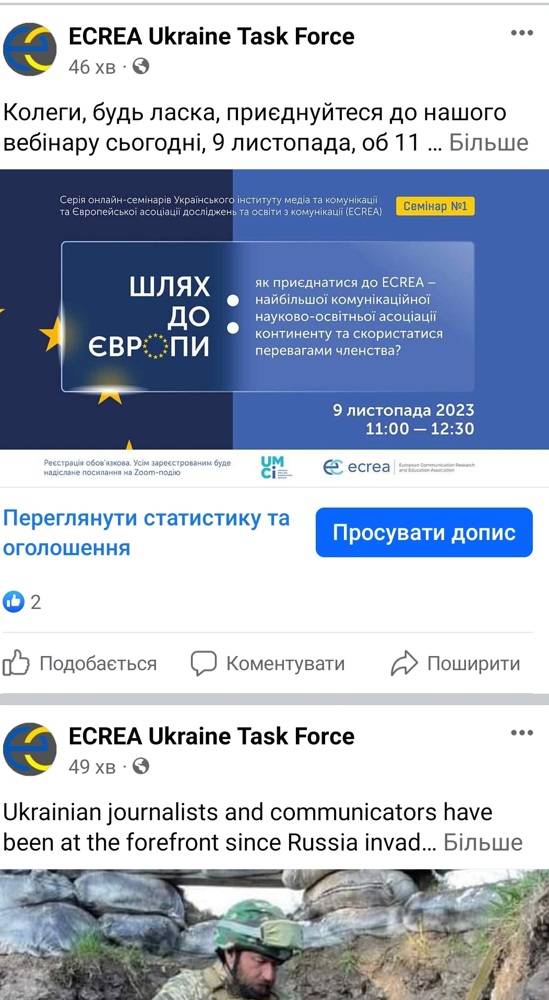 ECREA Ukraine Task Force
46 хв ·
Колеги, будь ласка, приєднуйтеся до нашого
вебінару сьогодні, 9 листопада, об 11 ... Більше
Серія онлайн-семінарів Українського інституту медіа та комунікації
та Європейської асоціації досліджень та освіти з комунікації (ECREA)
Семінар №1
ШЛЯХ
ДО
ЄВРОПИ
як приєднатися до ECREA –
найбільшої комунікаційної
науково-освітньої асоціації
континенту та скористатися
перевагами членства?
9 листопада 2023
11:00 — 12:30
Реєстрація обов'язкова. Усім зареєстрованим буде
надіслане посилання на Zoom-подію
UM
Ci
ecrea
European Communication Research
and Education Association
Переглянути статистику та
оголошення
Просувати допис
2
Подобається
Коментувати
Поширити
ECREA Ukraine Task Force
49 хв ·
Ukrainian journalists and communicators have
been at the forefront since Russia invad... Більше